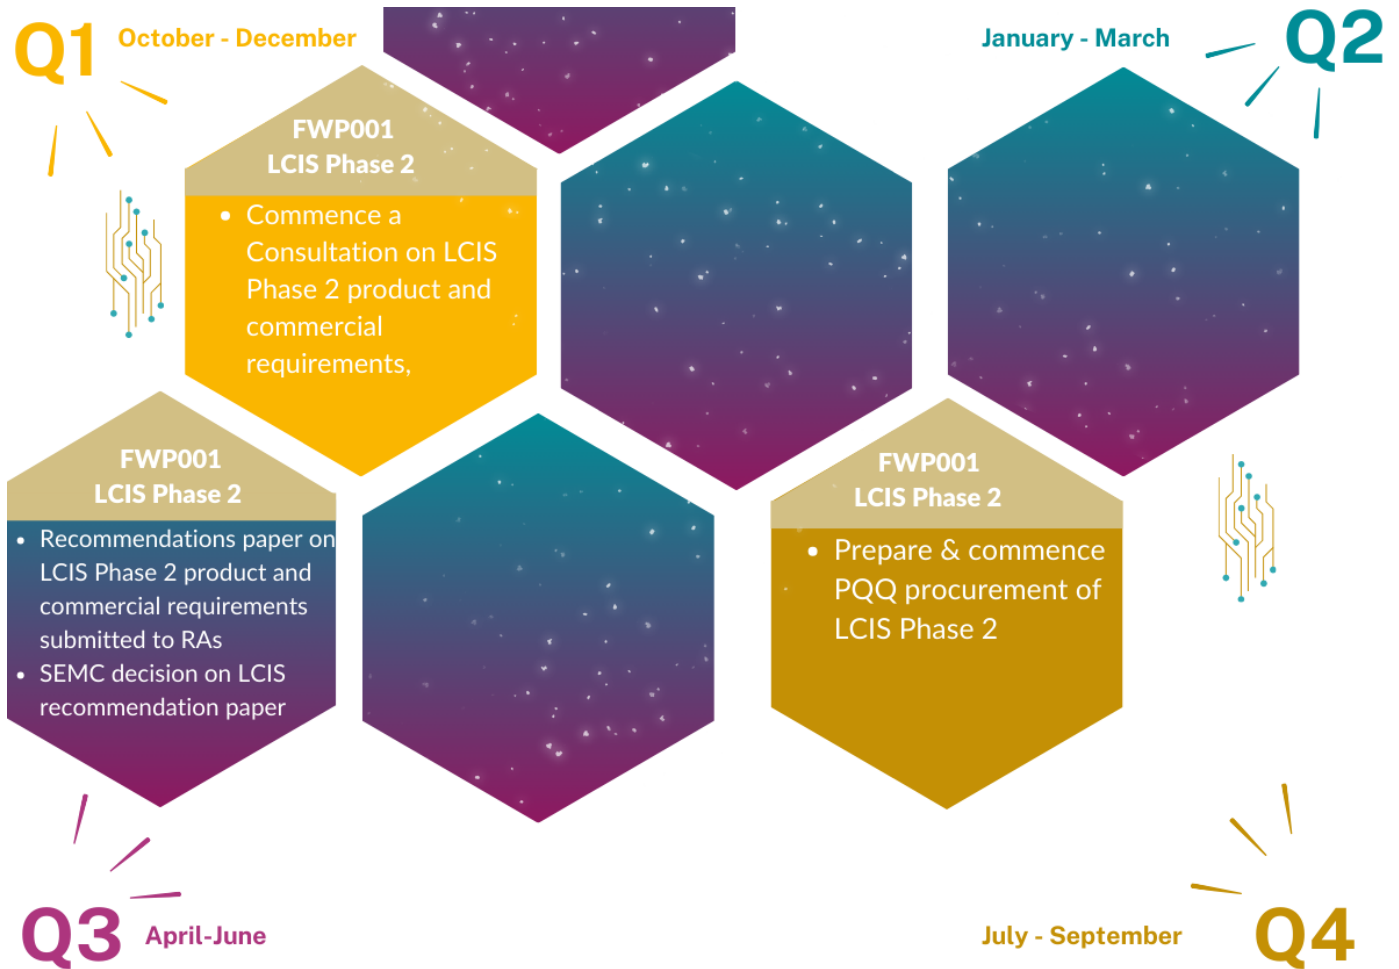 Q1
October - December
January - March
Q2
FWP001
LCIS Phase 2
• Commence a
Consultation on LCIS
Phase 2 product and
commercial
requirements,
FWP001
LCIS Phase 2
• Recommendations paper on
LCIS Phase 2 product and
commercial requirements
submitted to RAs
• SEMC decision on LCIS
recommendation paper
FWP001
LCIS Phase 2
• Prepare & commence
PQQ procurement of
LCIS Phase 2
Q3
April-June
July - September
Q4